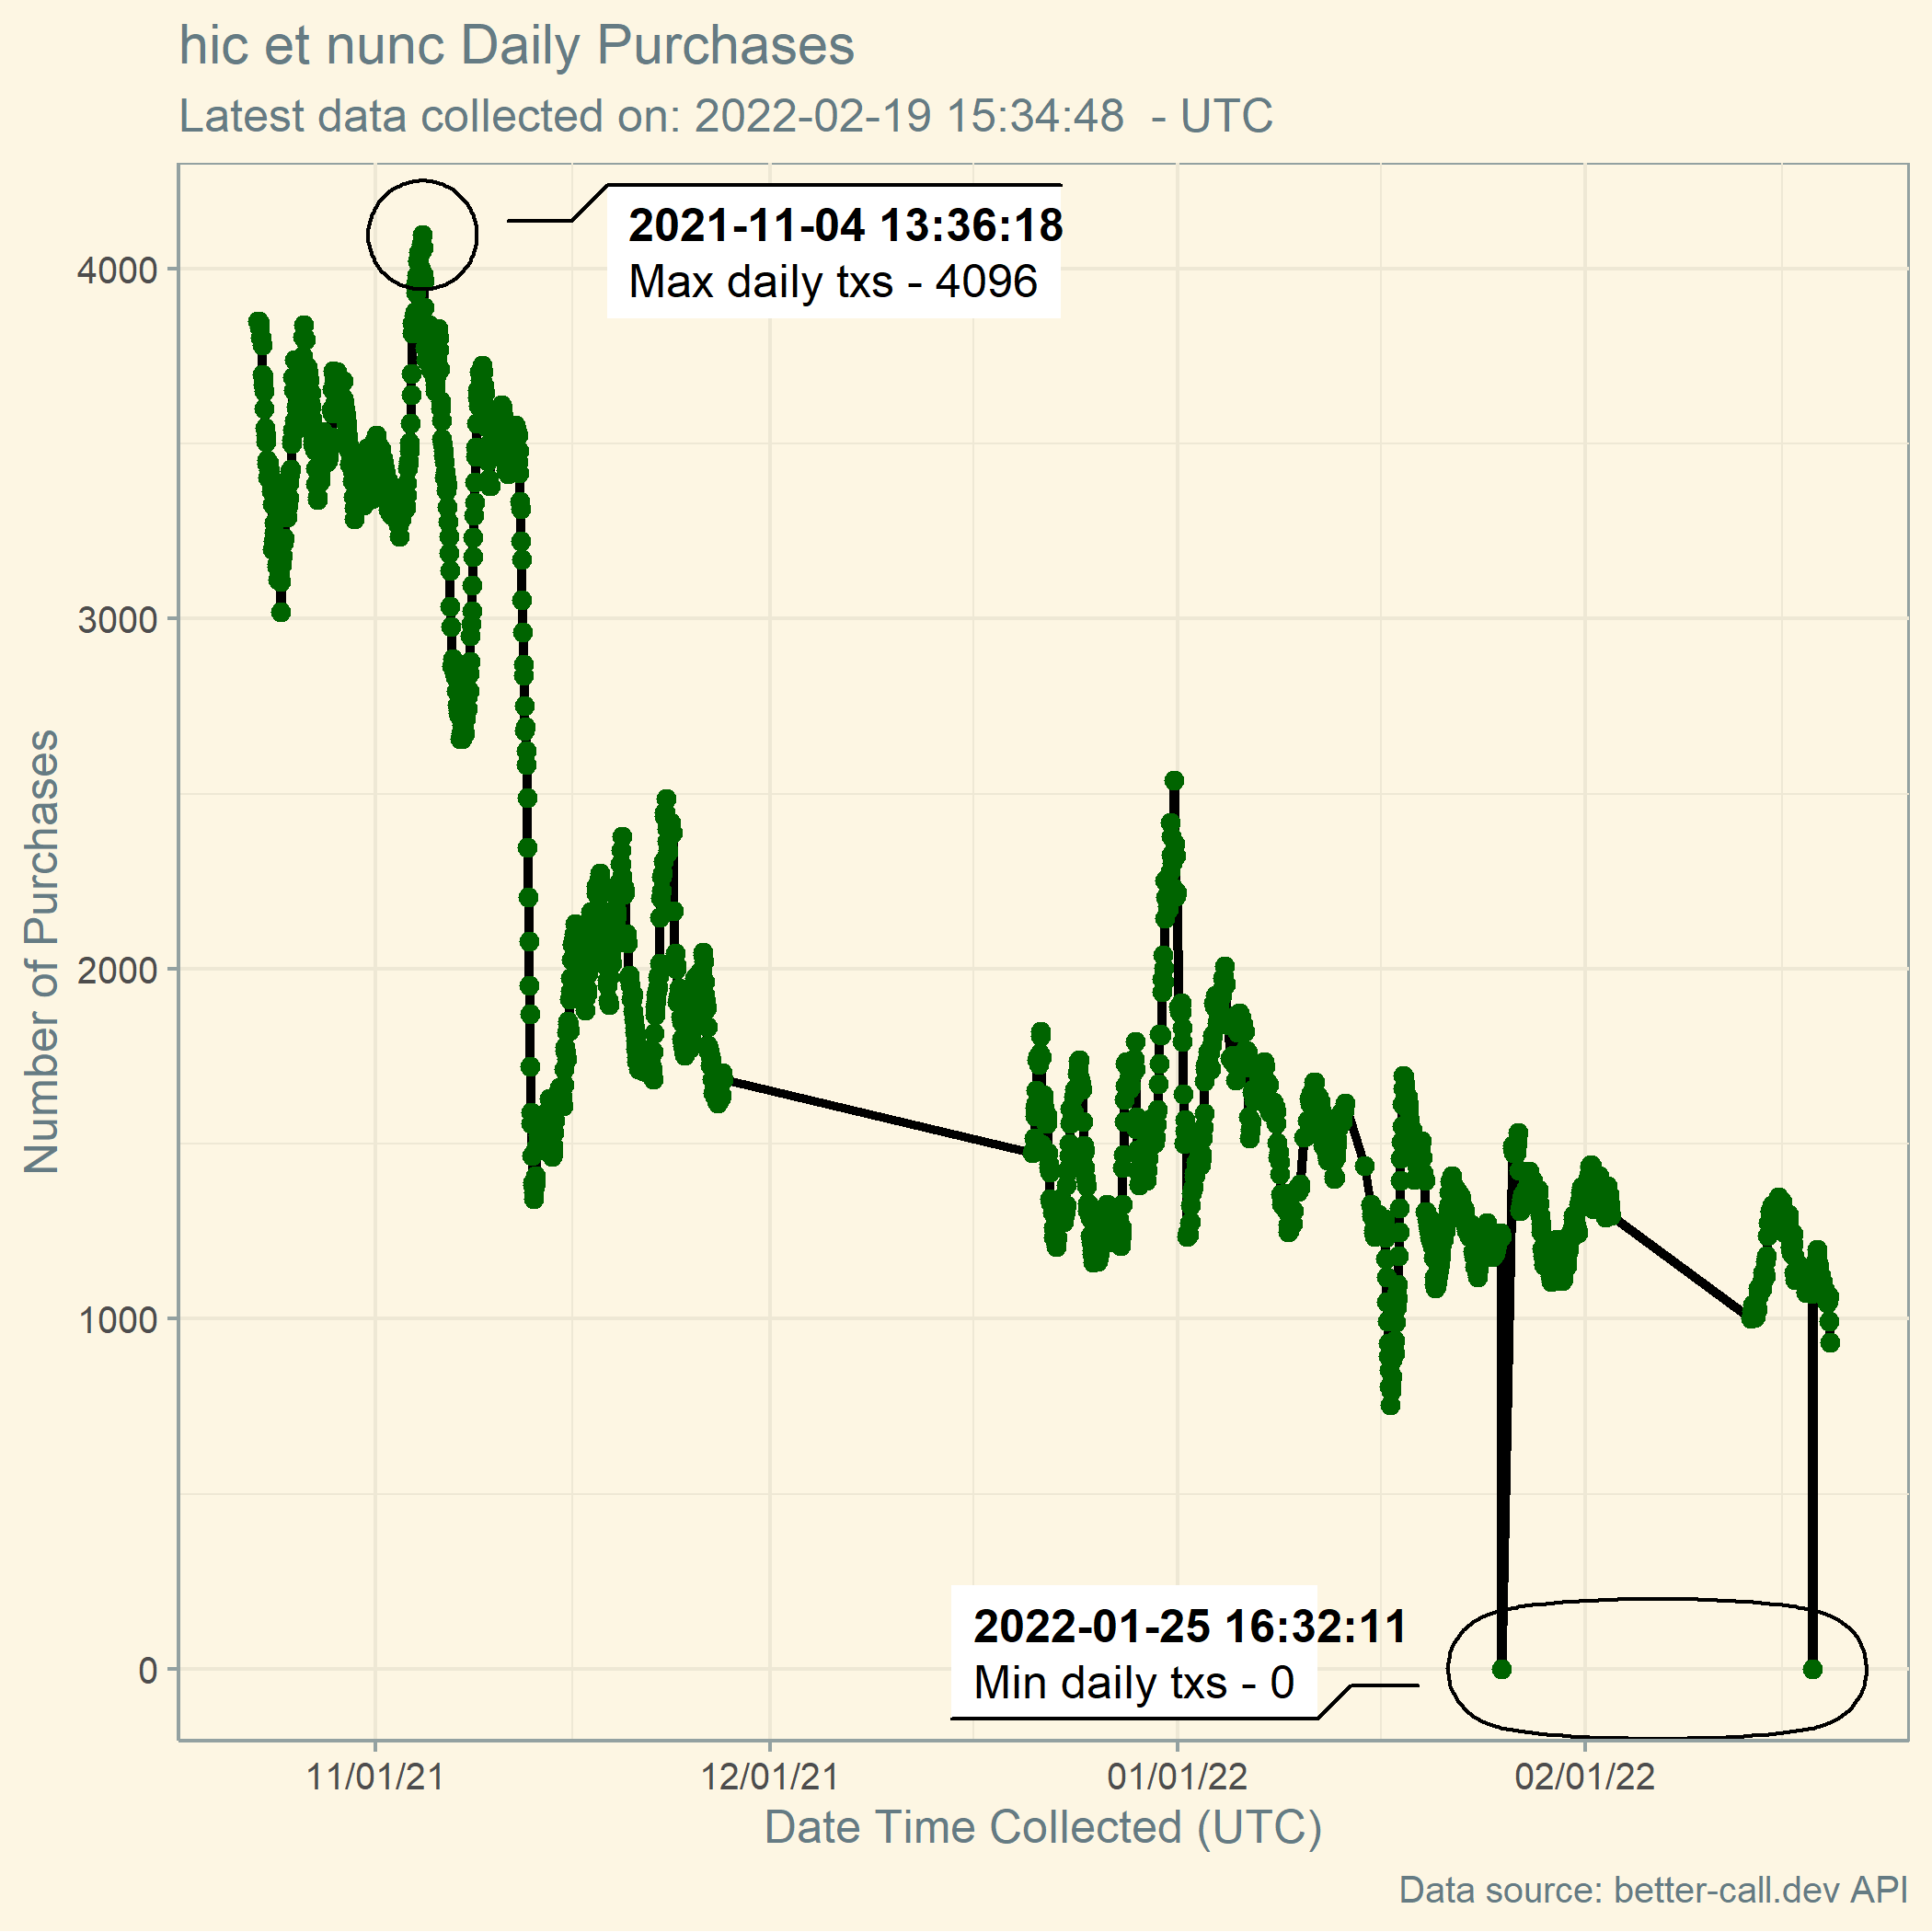 hic et nunc Daily Purchases
Latest data collected on: 2022-02-19 15:34:48  - UTC
2021-11-04 13:36:18
Max daily txs - 4096
4000
3000
2000
1000
0
Number of Purchases
2022-01-25 16:32:11
Min daily txs - 0
11/01/21 12/01/21 01/01/22 02/01/22
Date Time Collected (UTC)
Data source: better-call.dev API